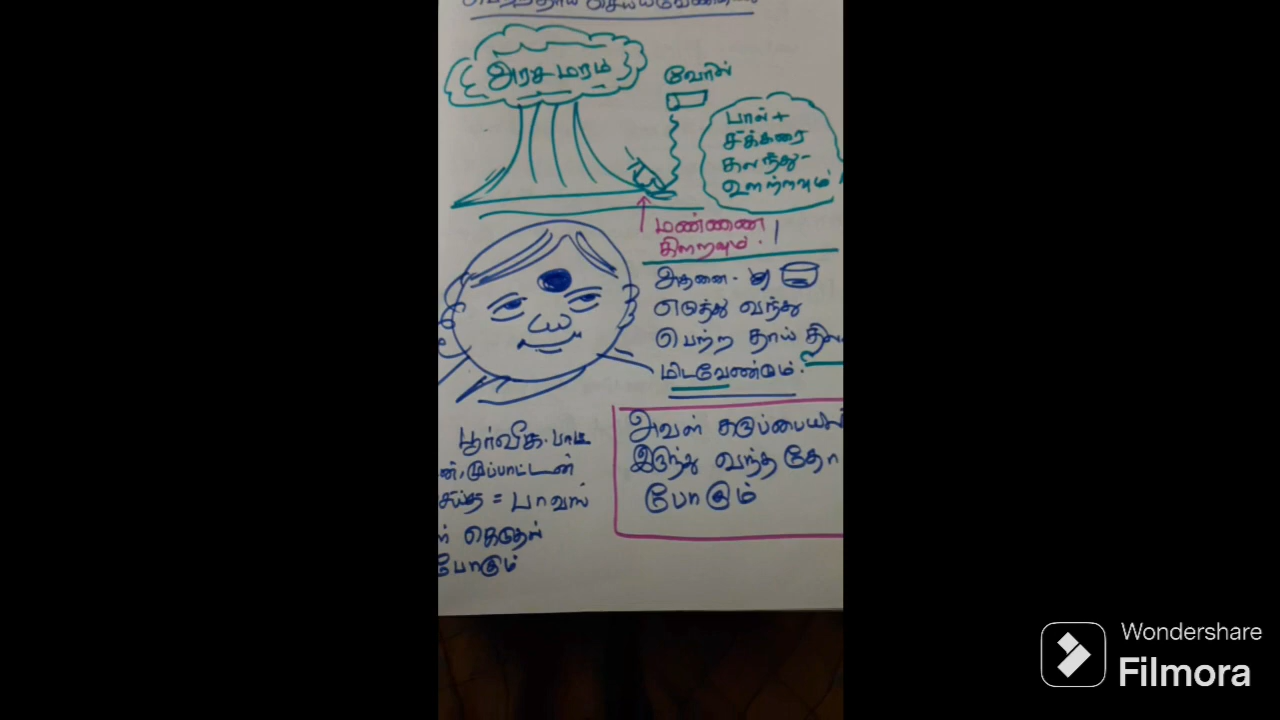 அரச மரம்
வேரில்
பால் +
சர்க்கரை
கலந்து -
ஊற்றவும்
மண்ணை
கிளறவும்.
அதனை -
எடுத்து வந்து
பெற்ற தாய்
மிடவேண்டும்.
அவள் கருப்பையில்
இருந்து வந்த
போகும்
பூர்வீக
முப்பாட்டன்
= பாவங்
கெடுதல்
போகும்
Wondershare
Filmora